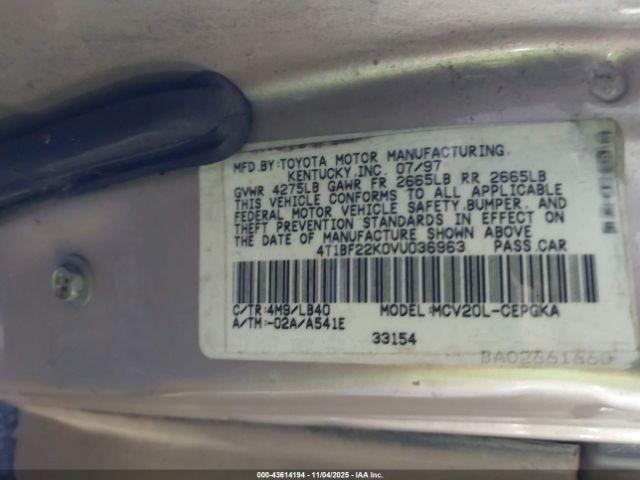 MFD.BY:TOYOTA MOTOR MANUFACTURING
KENTUCKY,INC. 07/97
GVWR 4275LB GAWR FR 2665LB RR 2665LB
THIS VEHICLE CONFORMS TO ALL APPLICABLE
FEDERAL MOTOR VEHICLE SAFETY,BUMPER, AND
THEFT PREVENTION STANDARDS IN EFFECT ON
THE DATE OF MANUFACTURE SHOWN ABOVE
4T1BF22K0VU036963 PASS.CAR
C/TR:4M9/LB40 MODEL:MCV20L-CEPGKA
A/TM:-02A/A541E
33154
000-43614194 - 11/04/2025 - IAA Inc.